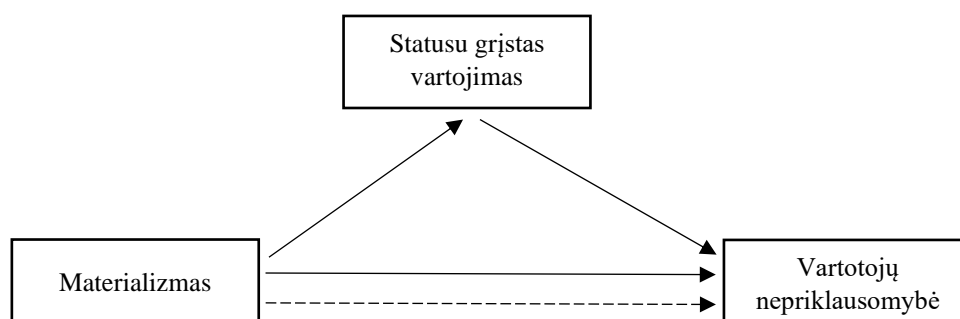 Statusu grįstas
vartojimas
Materializmas
Vartotojų
nepriklausomybė